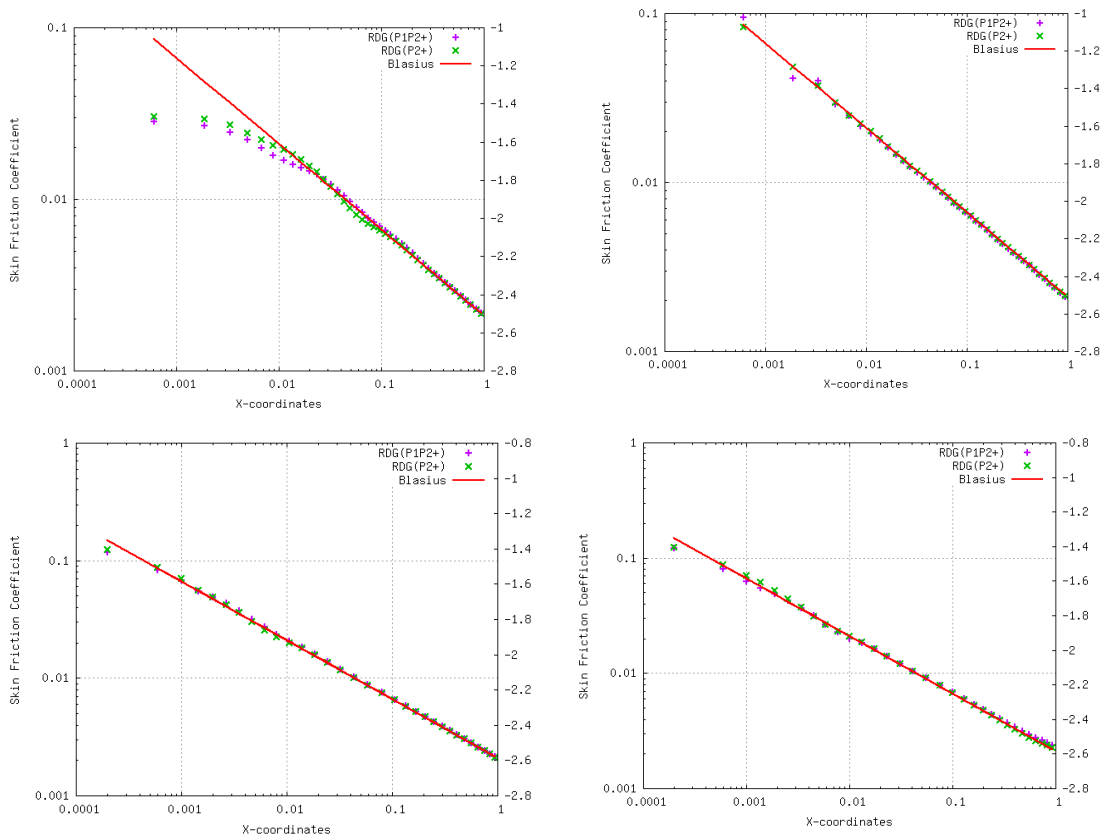 0.1
0.01
0.001
Skin Friction Coefficient
0.0001 0.001 0.01 0.1 1
X-coordinates
-1
-1.2
-1.4
-1.6
-1.8
-2
-2.2
-2.4
-2.6
-2.8
RDG(P1P2+)
RDG(P2+)
Blasius
0.1
0.01
0.001
Skin Friction Coefficient
0.0001 0.001 0.01 0.1 1
X-coordinates
-1
-1.2
-1.4
-1.6
-1.8
-2
-2.2
-2.4
-2.6
-2.8
RDG(P1P2+)
RDG(P2+)
Blasius
1
0.1
0.01
0.001
Skin Friction Coefficient
0.0001 0.001 0.01 0.1 1
X-coordinates
-0.8
-1
-1.2
-1.4
-1.6
-1.8
-2
-2.2
-2.4
-2.6
-2.8
RDG(P1P2+)
RDG(P2+)
Blasius
1
0.1
0.01
0.001
Skin Friction Coefficient
0.0001 0.001 0.01 0.1 1
X-coordinates
-0.8
-1
-1.2
-1.4
-1.6
-1.8
-2
-2.2
-2.4
-2.6
-2.8
RDG(P1P2+)
RDG(P2+)
Blasius